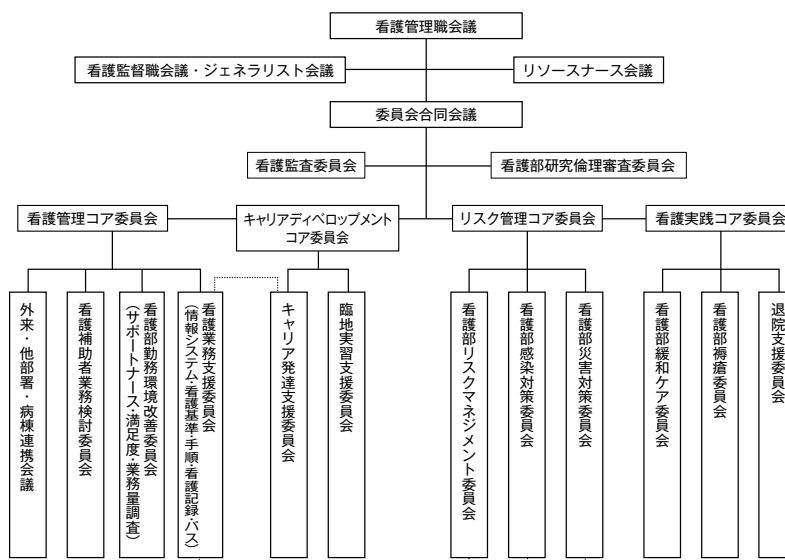 看護管理職会議
看護監督職会議・ジェネラリスト会議
リソースナース会議
委員会合同会議
看護監査委員会
看護部研究倫理審査委員会
看護管理コア委員会
キャリアディベロップメント
コア委員会
リスク管理コア委員会
看護実践コア委員会
外来・他部署・病棟連携会議
看護補助者業務検討委員会
看護部勤務環境改善委員会
（サポートナース・満足度・業務量調査）
看護業務支援委員会
（情報システム・看護基準・手順・看護記録・パス）
キャリア発達支援委員会
臨地実習支援委員会
看護部リスクマネジメント委員会
看護部感染対策委員会
看護部災害対策委員会
看護部緩和ケア委員会
看護部褥瘡委員会
退院支援委員会